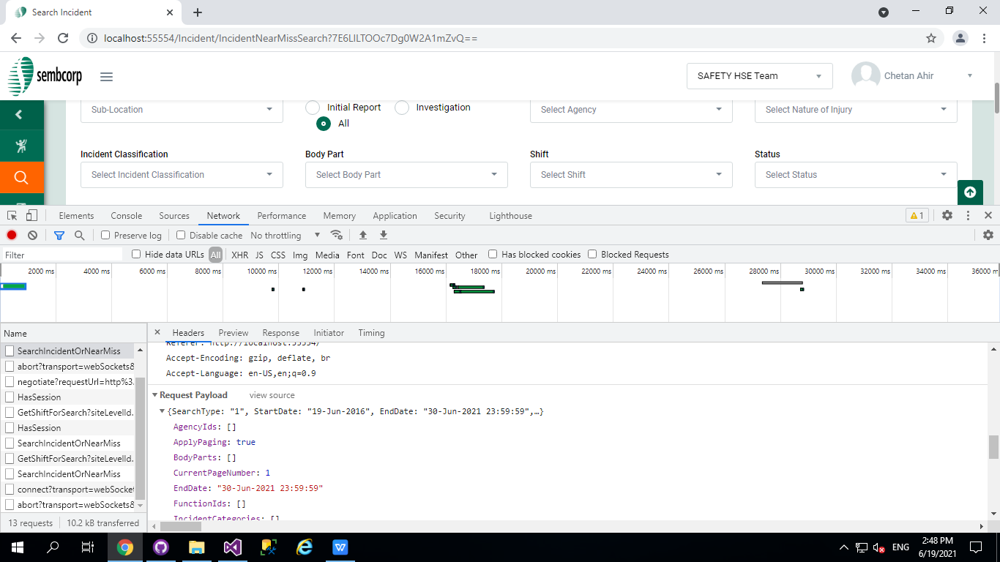 Search Incident
localhost:55554/Incident/IncidentNearMissSearch?7E6LlLTOOc7Dg0W2A1mZvQ==
sembcorp
SAFETY HSE Team
Chetan Ahir
Sub-Location
Initial Report
Investigation
All
Select Agency
Select Nature of Injury
Incident Classification
Body Part
Shift
Status
Select Incident Classification
Select Body Part
Select Shift
Select Status
Elements Console Sources Network Performance Memory Application Security Lighthouse
1
Preserve log Disable cache No throttling
Filter Hide data URLs All XHR JS CSS Img Media Font Doc WS Manifest Other Has blocked cookies Blocked Requests
2000 ms 4000 ms 6000 ms 8000 ms 10000 ms 12000 ms 14000 ms 16000 ms 18000 ms 20000 ms 22000 ms 24000 ms 26000 ms 28000 ms 30000 ms 32000 ms 34000 ms 36000 m
Name
SearchIncidentOrNearMiss
abort?transport=webSockets&
negotiate?requestUrl=http%3.
HasSession
GetShiftForSearch?siteLevelId.
HasSession
SearchIncidentOrNearMiss
GetShiftForSearch?siteLevelId.
SearchIncidentOrNearMiss
connect?transport=webSocket
abort?transport=webSockets&
13 requests 10.2 kB transferred
Headers Preview Response Initiator Timing
Referer: http://localhost:55554/
Accept-Encoding: gzip, deflate, br
Accept-Language: en-US,en;q=0.9
Request Payload view source
{SearchType: "1", StartDate: "19-Jun-2016", EndDate: "30-Jun-2021 23:59:59",…}
AgencyIds: []
ApplyPaging: true
BodyParts: []
CurrentPageNumber: 1
EndDate: "30-Jun-2021 23:59:59"
FunctionIds: []
IncidentCategories: []
ENG
2:48 PM
6/19/2021